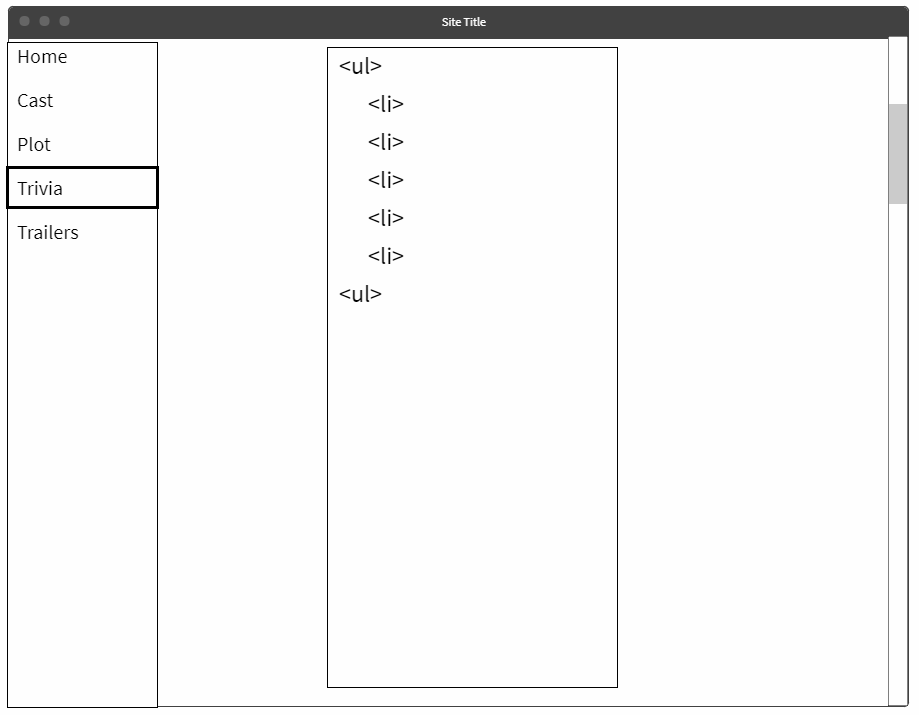 Site Title
Home
Cast
Plot
Trivia
Trailers
<ul>
<li>
<li>
<li>
<li>
<li>
<ul>